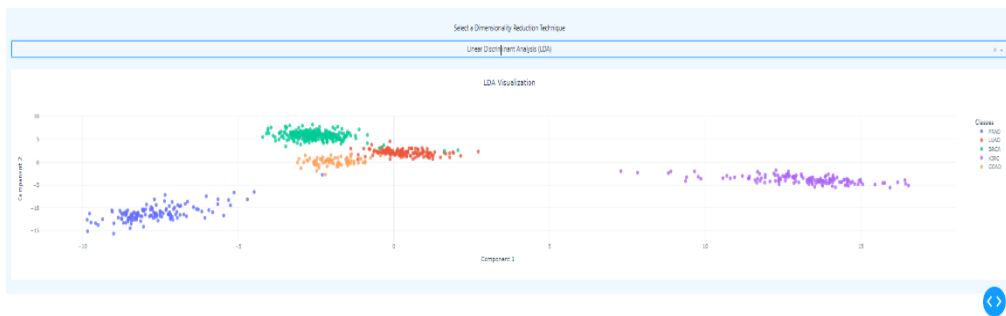 Select a Dimensionality Reduction Technique
Linear Discriminant Analysis (LDA)
LDA Visualization
Classes
PRAD
LUAD
BRCA
KIRC
COAD
Component 2
10
5
0
−5
−10
−15
−10
−5
0
5
10
15
Component 1